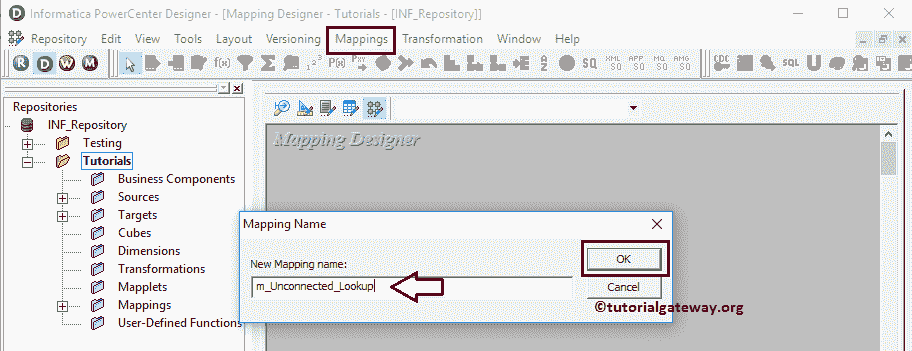 Informatica PowerCenter Designer - [Mapping Designer - Tutorials - [INF_Repository]]
Repository Edit View Tools Layout Versioning Mappings Transformation Window Help
R D W M f(x) 123 P(x) A Z SQ XML SQ APP SQ MQ SQ AMG SQ CDC SQL U
Repositories
INF_Repository
Testing
Tutorials
Business Components
Sources
Targets
Cubes
Dimensions
Transformations
Mapplets
Mappings
User-Defined Functions
Mapping Designer
Mapping Name
New Mapping name:
m_Unconnected_Lookup
OK
Cancel
©tutorialgateway.org